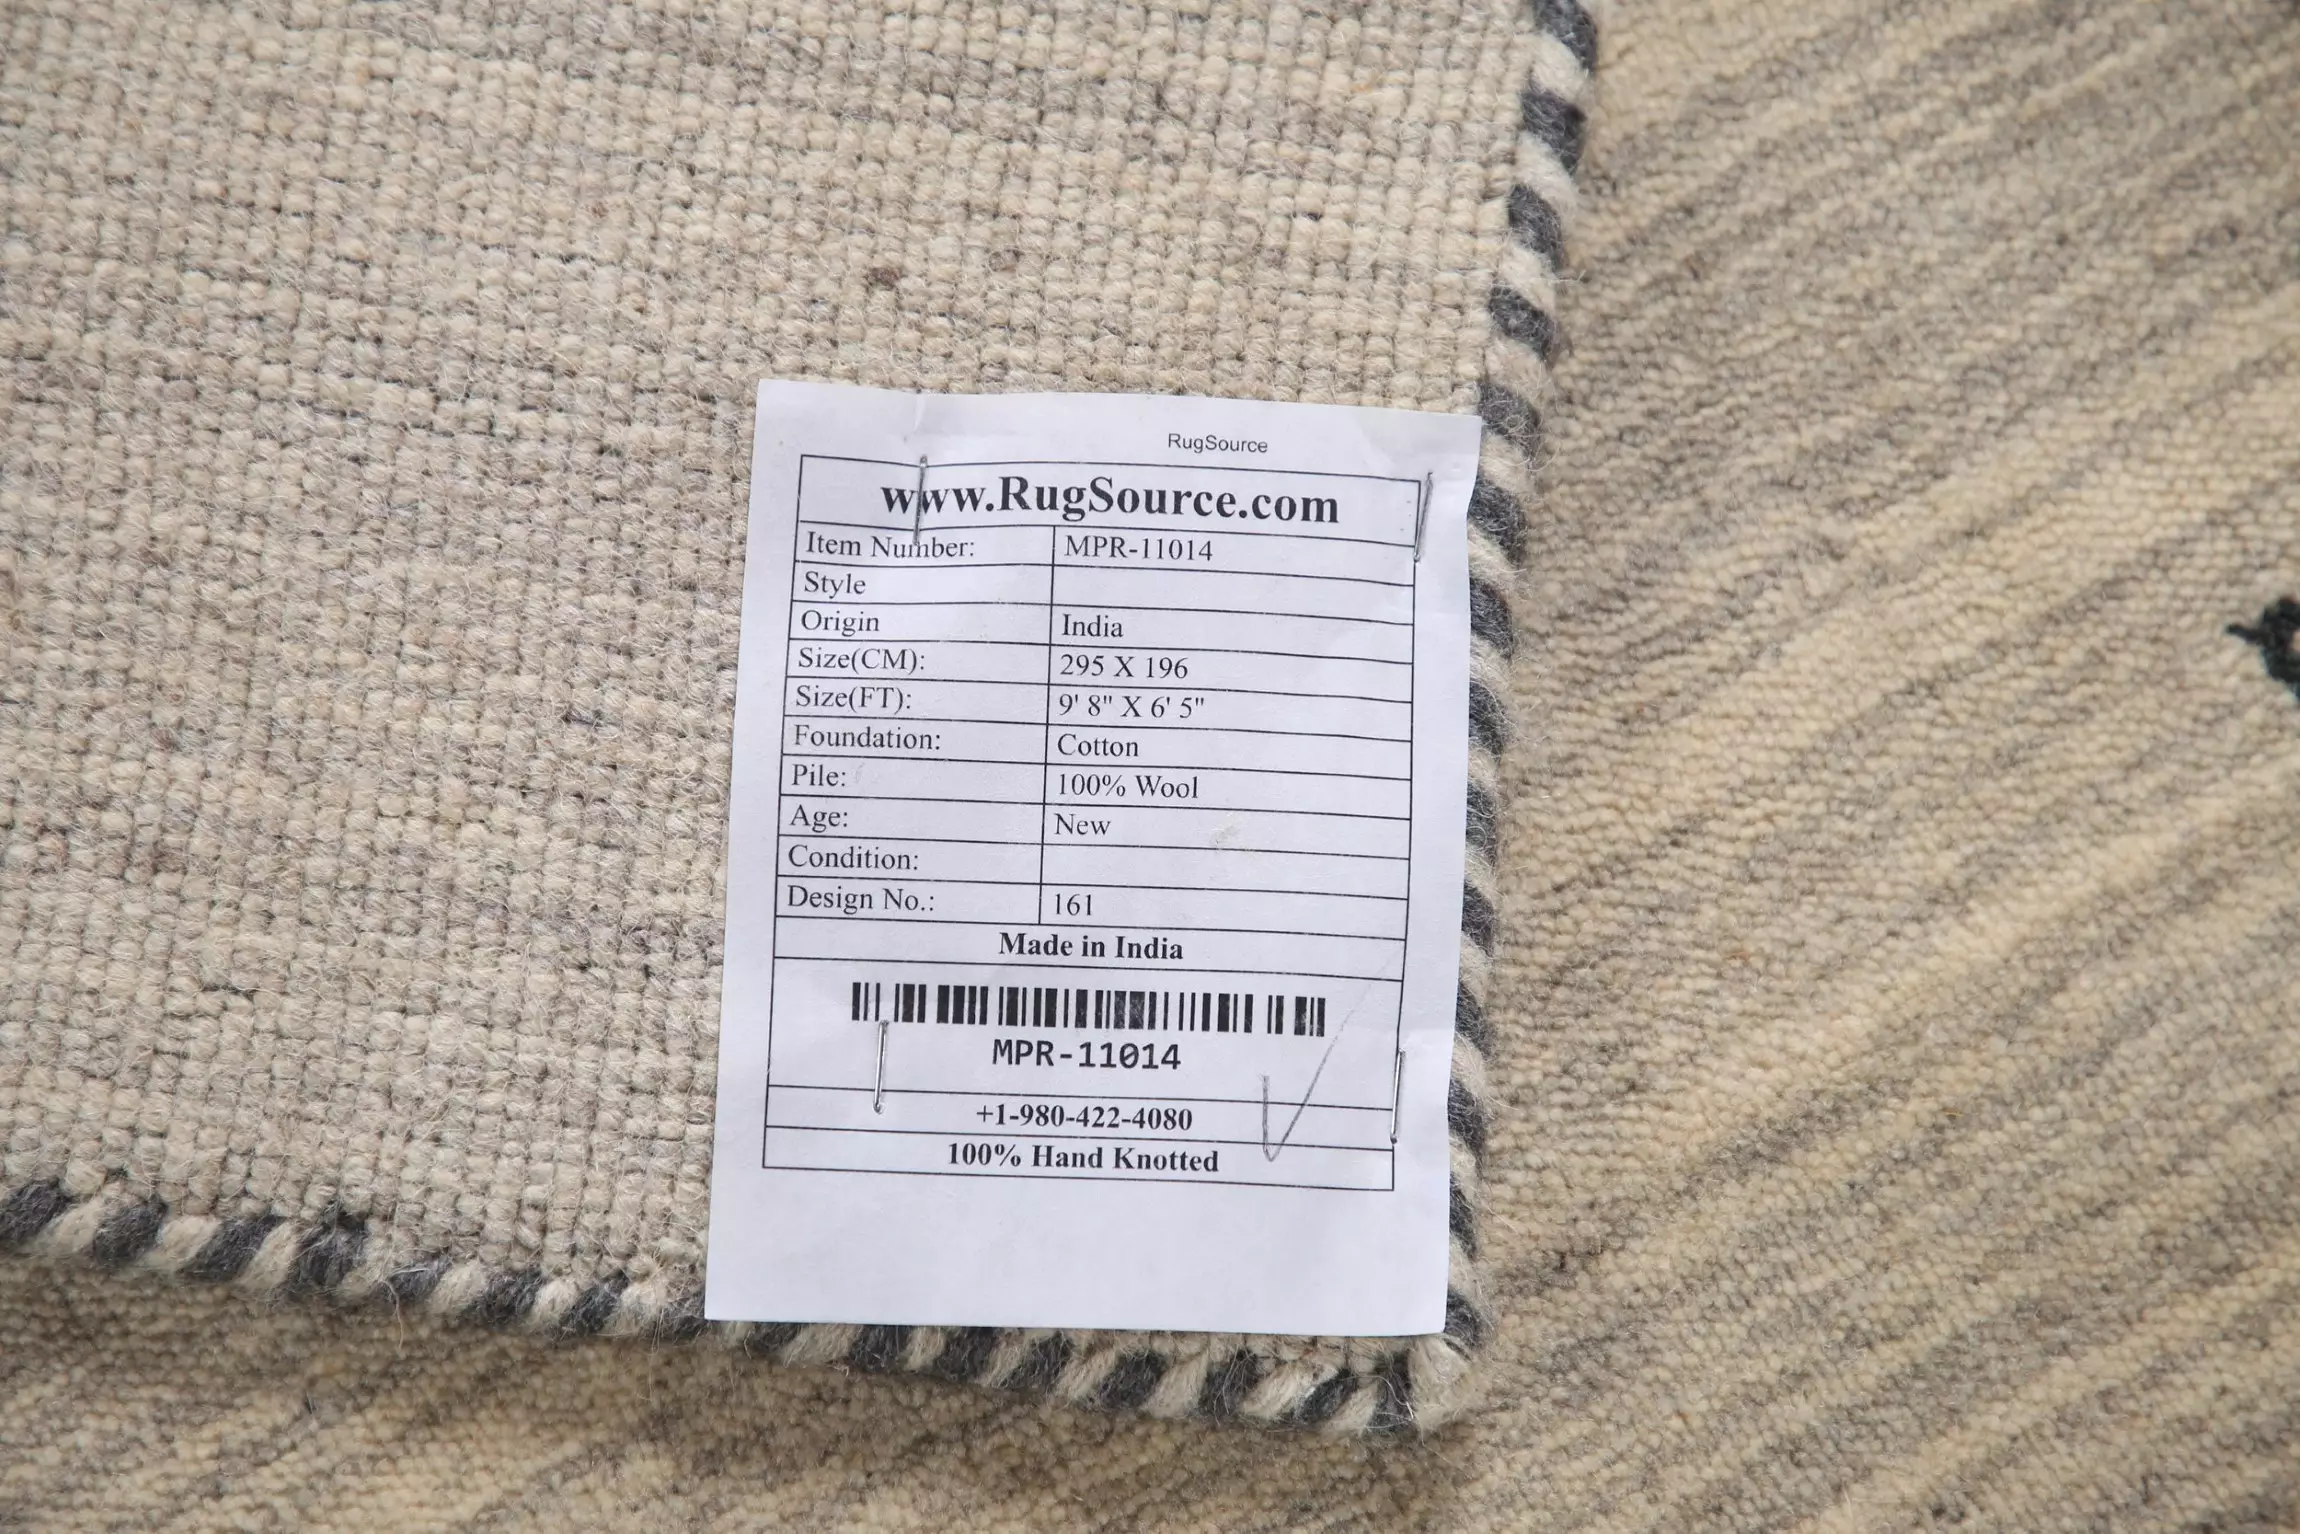 RugSource
www.RugSource.com
Item Number: MPR-11014
Style
Origin India
Size(CM): 295 X 196
Size(FT): 9' 8" X 6' 5"
Foundation: Cotton
Pile: 100% Wool
Age: New
Condition:
Design No.: 161
Made in India
MPR-11014
+1-980-422-4080
100% Hand Knotted